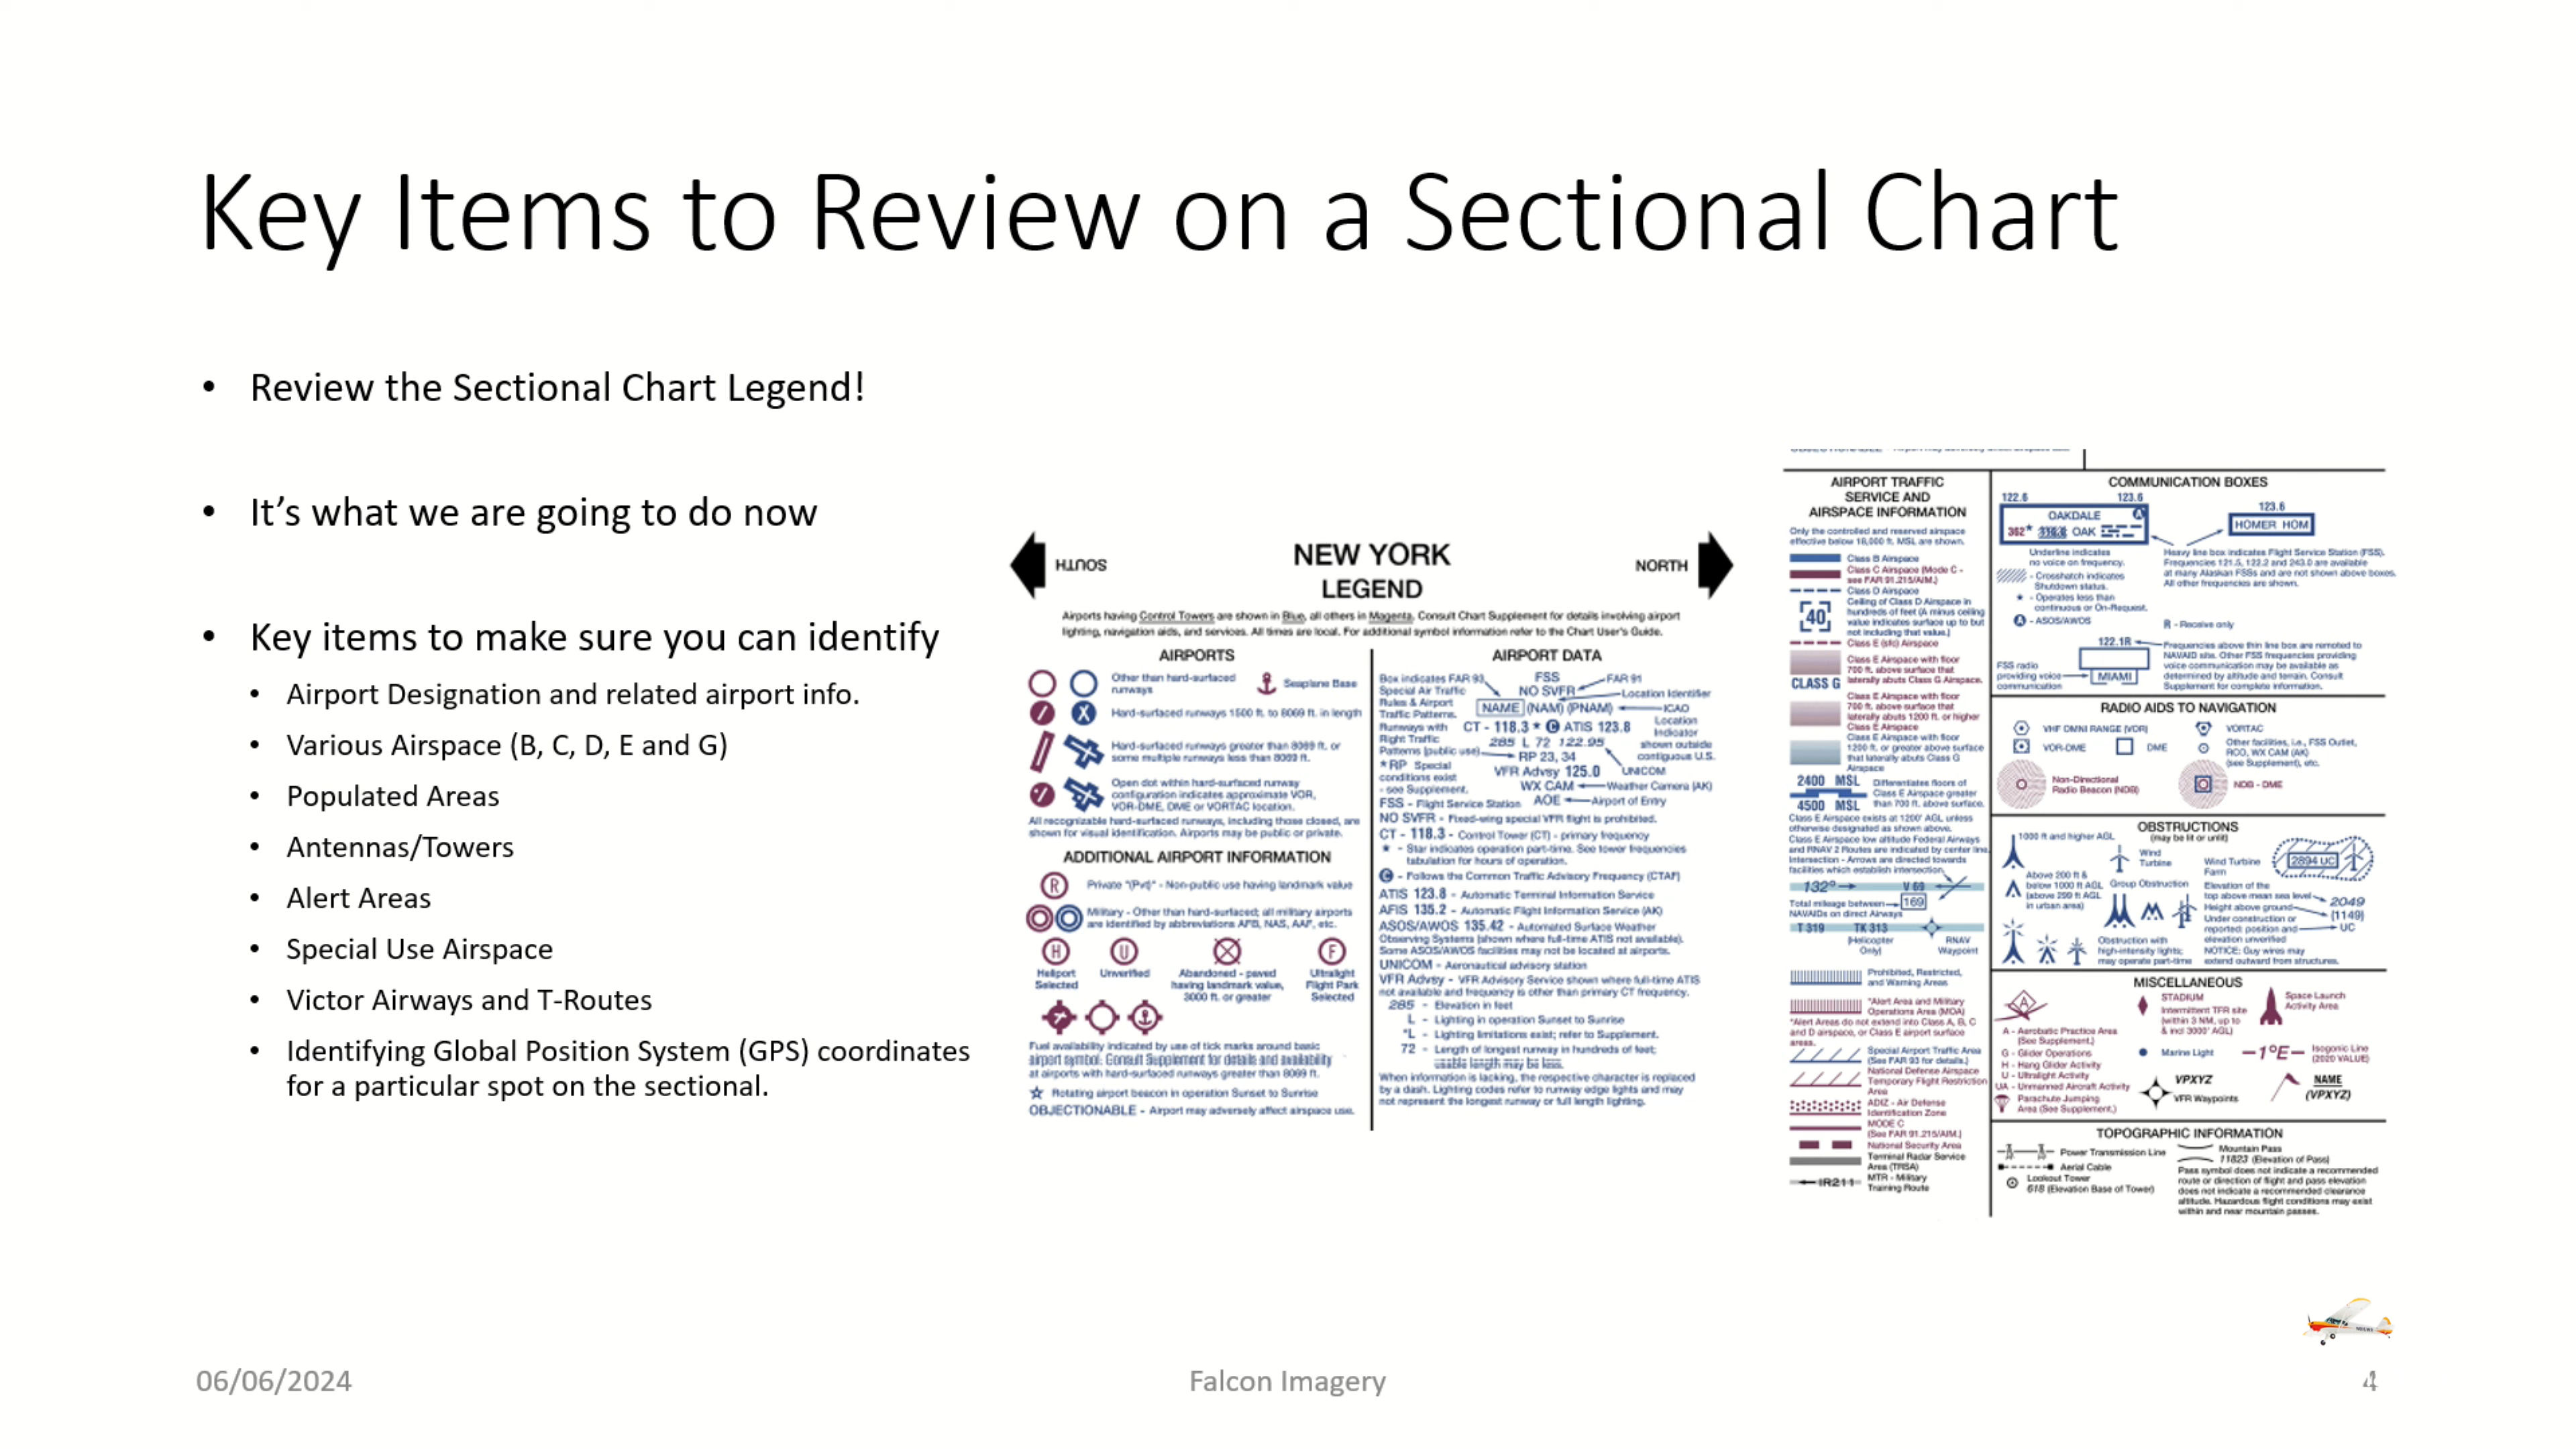 Key Items to Review on a Sectional Chart
• Review the Sectional Chart Legend!
• It’s what we are going to do now
• Key items to make sure you can identify
• Airport Designation and related airport info.
• Various Airspace (B, C, D, E and G)
• Populated Areas
• Antennas/Towers
• Alert Areas
• Special Use Airspace
• Victor Airways and T-Routes
• Identifying Global Position System (GPS) coordinates
for a particular spot on the sectional.
SOUTH
NEW YORK
LEGEND
NORTH
Airports having Control Towers are shown in Blue, all others in Magenta. Consult Chart Supplement for details involving airport
lighting, navigation aids, and services. All times are local. For additional symbol information refer to the Chart User's Guide.
AIRPORTS
Other than hard-surfaced
runways
Seaplane Base
Hard-surfaced runways 1500 ft. to 8069 ft. in length
Hard-surfaced runways greater than 8069 ft. or
some multiple runways less than 8069 ft.
Open dot within hard-surfaced runway
configuration indicates approximate VOR,
VOR-DME, DME or VORTAC location.
All recognizable hard-surfaced runways, including those closed, are
shown for visual identification. Airports may be public or private.
ADDITIONAL AIRPORT INFORMATION
R
Private "(Pvt)" - Non-public use having landmark value
Military - Other than hard-surfaced; all military airports
are identified by abbreviations AFB, NAS, AAF, etc.
H
U
F
Heliport
Selected
Unverified
Abandoned - paved
having landmark value,
3000 ft. or greater
Ultralight
Flight Park
Selected
Fuel availability indicated by use of tick marks around basic
airport symbol. Consult Supplement for details and availability
at airports with hard-surfaced runways greater than 8069 ft.
Rotating airport beacon in operation Sunset to Sunrise
OBJECTIONABLE - Airport may adversely affect airspace use.
AIRPORT DATA
Box indicates FAR 93
Special Air Traffic
Rules & Airport
Traffic Patterns.
Runways with
Right Traffic
Patterns (public use)
*RP Special
conditions exist
- see Supplement.
FSS
NO SVFR
FAR 91
Location Identifier
NAME (NAM) (PNAM)
ICAO
Location
Indicator
shown outside
contiguous U.S.
CT - 118.3 * C ATIS 123.8
285 L 72 122.95
RP 23, 34
VFR Advsy 125.0
UNICOM
WX CAM
Weather Camera (AK)
AOE
Airport of Entry
FSS - Flight Service Station
NO SVFR - Fixed-wing special VFR flight is prohibited.
CT - 118.3 - Control Tower (CT) - primary frequency
* - Star indicates operation part-time. See tower frequencies
tabulation for hours of operation.
C - Follows the Common Traffic Advisory Frequency (CTAF)
ATIS 123.8 - Automatic Terminal Information Service
AFIS 135.2 - Automatic Flight Information Service (AK)
ASOS/AWOS 135.42 - Automated Surface Weather
Observing Systems (shown where full-time ATIS not available).
Some ASOS/AWOS facilities may not be located at airports.
UNICOM - Aeronautical advisory station
VFR Advsy - VFR Advisory Service shown where full-time ATIS
not available and frequency is other than primary CT frequency.
285 - Elevation in feet
L - Lighting in operation Sunset to Sunrise
*L - Lighting limitations exist; refer to Supplement.
72 - Length of longest runway in hundreds of feet;
usable length may be less.
When information is lacking, the respective character is replaced
by a dash. Lighting codes refer to runway edge lights and may
not represent the longest runway or full length lighting.
AIRPORT TRAFFIC
SERVICE AND
AIRSPACE INFORMATION
Only the controlled and reserved airspace
effective below 18,000 ft. MSL are shown.
Class B Airspace
Class C Airspace (Mode C -
see FAR 91.215/AIM.)
Class D Airspace
40
Ceiling of Class D Airspace in
hundreds of feet (A minus ceiling
value indicates surface up to but
not including that value.)
Class E (sfc) Airspace
Class E Airspace with floor
700 ft. above surface that
laterally abuts Class G Airspace.
CLASS G
Class E Airspace with floor
700 ft. above surface that
laterally abuts 1200 ft. or higher
Class E Airspace
Class E Airspace with floor
1200 ft. or greater above surface
that laterally abuts Class G
Airspace
2400 MSL
4500 MSL
Differentiates floors of
Class E Airspace greater
than 700 ft. above surface.
Class E Airspace exists at 1200' AGL unless
otherwise designated as shown above.
Class E Airspace low altitude Federal Airways
and RNAV 2 Routes are indicated by center line.
Intersection - Arrows are directed towards
facilities which establish intersection.
132°
V 69
Total mileage between
NAVAIDs on direct Airways
169
T 319
TK 313
(Helicopter
Only)
RNAV
Waypoint
Prohibited, Restricted,
and Warning Areas
*Alert Area and Military
Operations Area (MOA)
*Alert Areas do not extend into Class A, B, C
and D airspace, or Class E airport surface
areas.
Special Airport Traffic Area
(See FAR 93 for details.)
National Defense Airspace
Temporary Flight Restriction
Area
ADIZ - Air Defense
Identification Zone
MODE C
(See FAR 91.215/AIM.)
National Security Area
Terminal Radar Service
Area (TRSA)
IR211
MTR - Military
Training Route
COMMUNICATION BOXES
122.6
123.6
OAKDALE
A
OAK
123.6
HOMER HOM
Underline indicates
no voice on frequency.
- Crosshatch indicates
Shutdown status.
* - Operates less than
continuous or On-Request.
A - ASOS/AWOS
Heavy line box indicates Flight Service Station (FSS).
Frequencies 121.5, 122.2 and 243.0 are available
at many Alaskan FSSs and are not shown above boxes.
All other frequencies are shown.
R - Receive only
122.1R
MIAMI
FSS radio
providing voice
communication
Frequencies above thin line box are remoted to
NAVAID site. Other FSS frequencies providing
voice communication may be available as
determined by altitude and terrain. Consult
Supplement for complete information.
RADIO AIDS TO NAVIGATION
VHF OMNI RANGE (VOR)
VORTAC
VOR-DME
DME
Other facilities, i.e., FSS Outlet,
RCO, WX CAM (AK)
(see Supplement), etc.
Non-Directional
Radio Beacon (NDB)
NDB - DME
OBSTRUCTIONS
(may be lit or unlit)
1000 ft and higher AGL
Wind
Turbine
Wind Turbine
Farm
2894 UC
Above 200 ft &
below 1000 ft AGL
(above 299 ft AGL
in urban area)
Group Obstruction
Elevation of the
top above mean sea level
Height above ground
Under construction or
reported: position and
elevation unverified
2049
(1149)
UC
Obstruction with
high-intensity lights;
may operate part-time
NOTICE: Guy wires may
extend outward from structures.
MISCELLANEOUS
A
A - Aerobatic Practice Area
(See Supplement.)
G - Glider Operations
H - Hang Glider Activity
U - Ultralight Activity
UA - Unmanned Aircraft Activity
Parachute Jumping
Area (See Supplement.)
STADIUM
Intermittent TFR site
(within 3 NM, up to
& incl 3000' AGL)
Space Launch
Activity Area
Marine Light
1°E
Isogonic Line
(2020 VALUE)
VPXYZ
VFR Waypoints
NAME
(VPXYZ)
TOPOGRAPHIC INFORMATION
Power Transmission Line
Aerial Cable
Lookout Tower
618 (Elevation Base of Tower)
Mountain Pass
11823 (Elevation of Pass)
Pass symbol does not indicate a recommended
route or direction of flight and pass elevation
does not indicate a recommended clearance
altitude. Hazardous flight conditions may exist
within and near mountain passes.
06/06/2024
Falcon Imagery